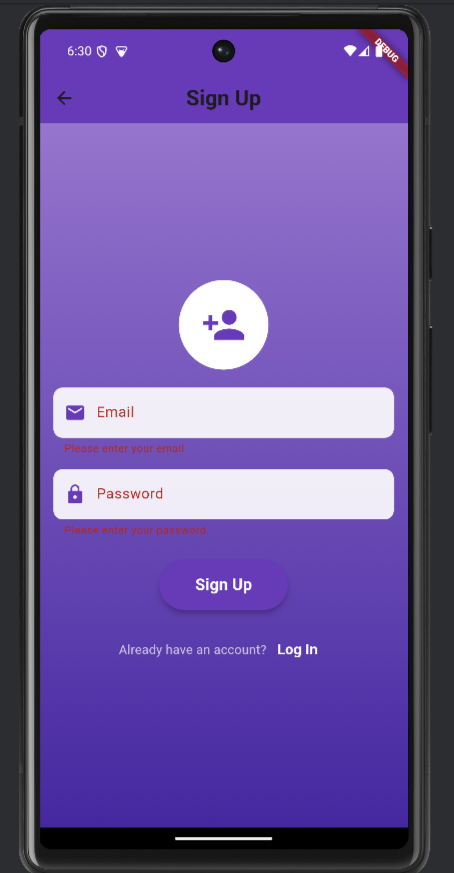 6:30
DEBUG
Sign Up
Email
Please enter your email
Password
Please enter your password
Sign Up
Already have an account? Log In